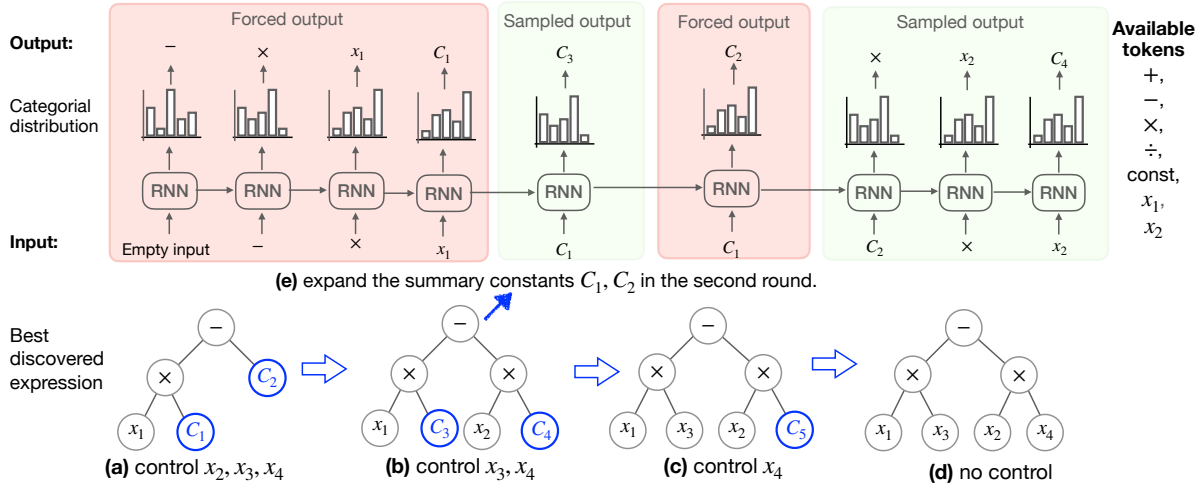 Forced output
Sampled output
Forced output
Sampled output
Available
tokens
+,
−,
×,
÷,
const,
x₁,
x₂
Output:
− × x₁ C₁ C₃ C₂ × x₂ C₄
Categorial
distribution
RNN RNN RNN RNN RNN RNN RNN RNN RNN
Input:
Empty input − × x₁ C₁ C₁ C₂ × x₂
(e) expand the summary constants C₁, C₂ in the second round.
Best
discovered
expression
− − − −
× C₂ × × × × × ×
x₁ C₁ x₁ C₃ x₂ C₄ x₁ x₃ x₂ C₅ x₁ x₃ x₂ x₄
(a) control x₂, x₃, x₄
(b) control x₃, x₄
(c) control x₄
(d) no control